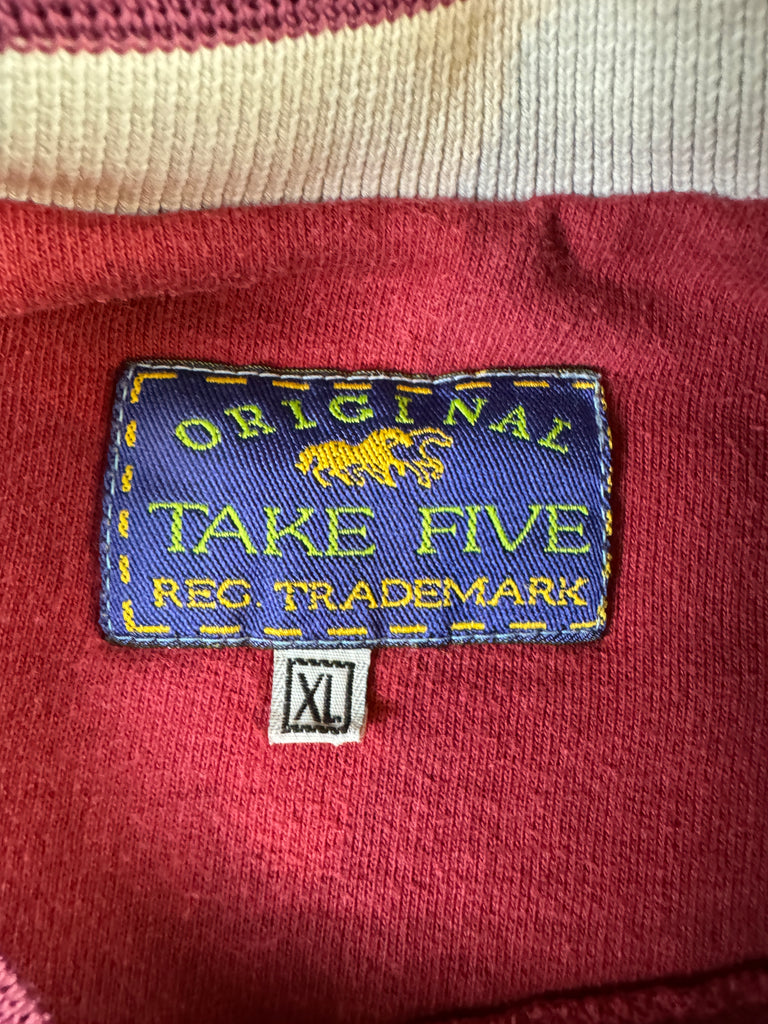 ORIGINAL
TAKE FIVE
REG. TRADEMARK
XL